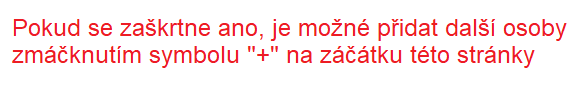 Pokud se zaškrtne ano, je možné přidat další osoby
zmáčknutím symbolu "+" na záčátku této stránky